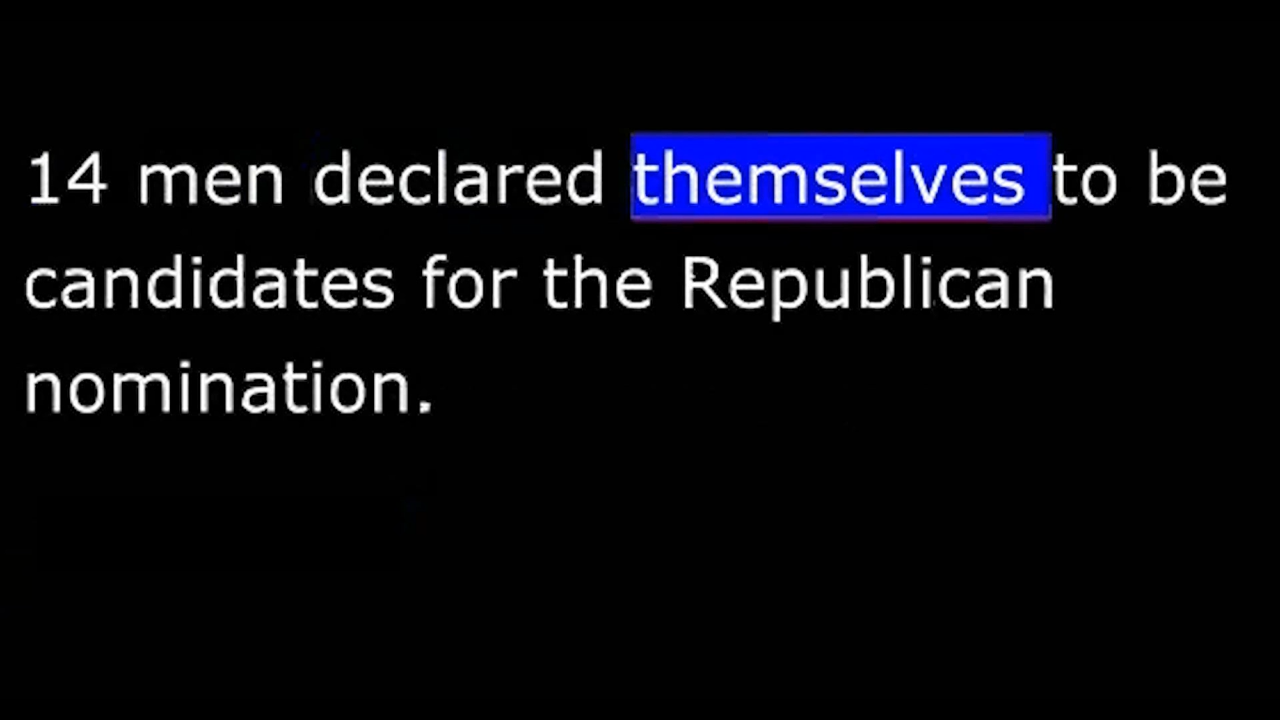 14 men declared themselves to be
candidates for the Republican
nomination.